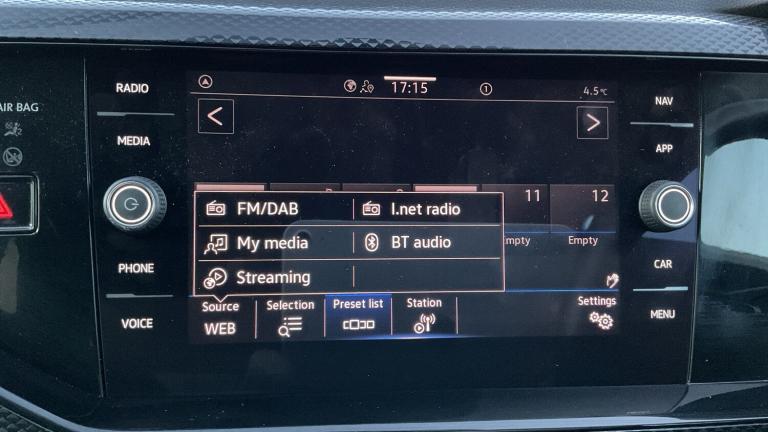 AIR BAG
RADIO
MEDIA
PHONE
VOICE
17:15
1
4.5°C
FM/DAB
I.net radio
My media
BT audio
Streaming
11
12
Empty
Source
WEB
Selection
Preset list
Station
Settings
NAV
APP
CAR
MENU